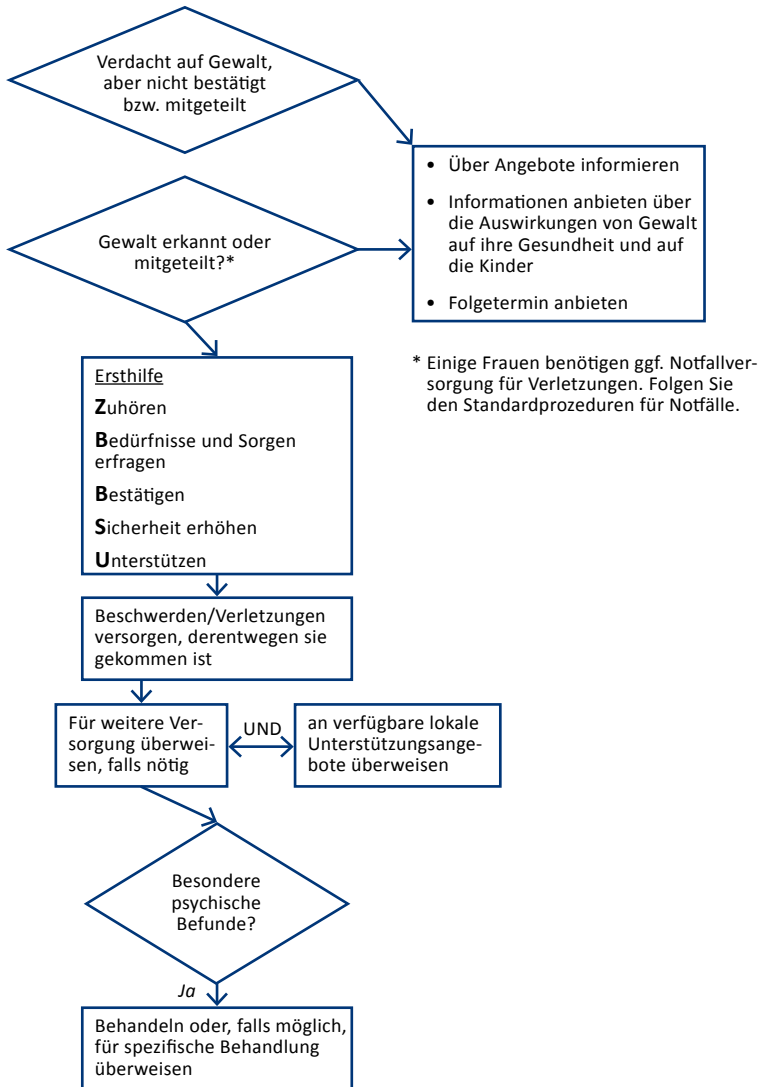 Verdacht auf Gewalt,
aber nicht bestätigt
bzw. mitgeteilt
• Über Angebote informieren
• Informationen anbieten über
die Auswirkungen von Gewalt
auf ihre Gesundheit und auf
die Kinder
• Folgetermin anbieten
Gewalt erkannt oder
mitgeteilt?*
* Einige Frauen benötigen ggf. Notfallver-
sorgung für Verletzungen. Folgen Sie
den Standardprozeduren für Notfälle.
Ersthilfe
Zuhören
Bedürfnisse und Sorgen
erfragen
Bestätigen
Sicherheit erhöhen
Unterstützen
Beschwerden/Verletzungen
versorgen, derentwegen sie
gekommen ist
Für weitere Ver-
sorgung überwei-
sen, falls nötig
UND
an verfügbare lokale
Unterstützungsange-
bote überweisen
Besondere
psychische
Befunde?
Ja
Behandeln oder, falls möglich,
für spezifische Behandlung
überweisen